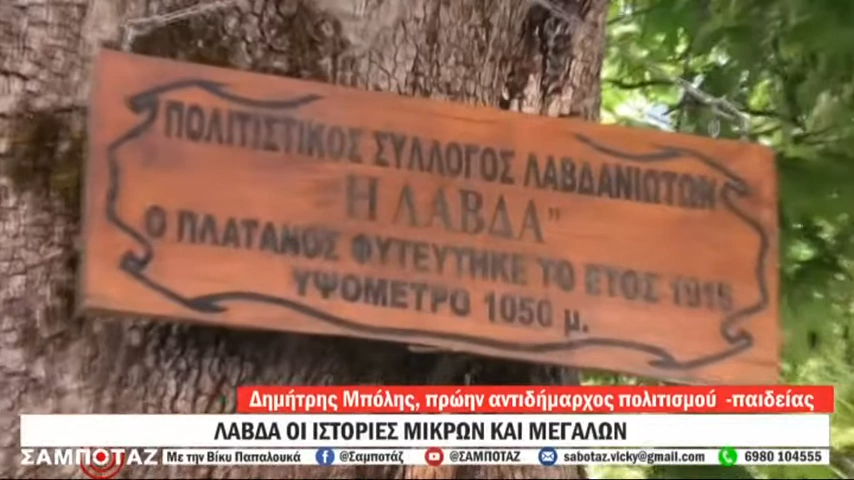 ΠΟΛΙΤΙΣΤΙΚΟΣ ΣΥΛΛΟΓΟΣ ΛΑΒΔΑΝΙΩΤΩΝ
"Η ΛΑΒΔΑ"
Ο ΠΛΑΤΑΝΟΣ ΦΥΤΕΥΤΗΚΕ ΤΟ ΕΤΟΣ 1915
ΥΨΟΜΕΤΡΟ 1050 μ.
Δημήτρης Μπόλης, πρώην αντιδήμαρχος πολιτισμού -παιδείας
ΛΑΒΔΑ ΟΙ ΙΣΤΟΡΙΕΣ ΜΙΚΡΩΝ ΚΑΙ ΜΕΓΑΛΩΝ
ΣΑΜΠΟΤΑΖ Με την Βίκυ Παπαλουκά @Σαμποτάζ @ΣΑΜΠΟΤΑΖ sabotaz.vicky@gmail.com 6980 104555